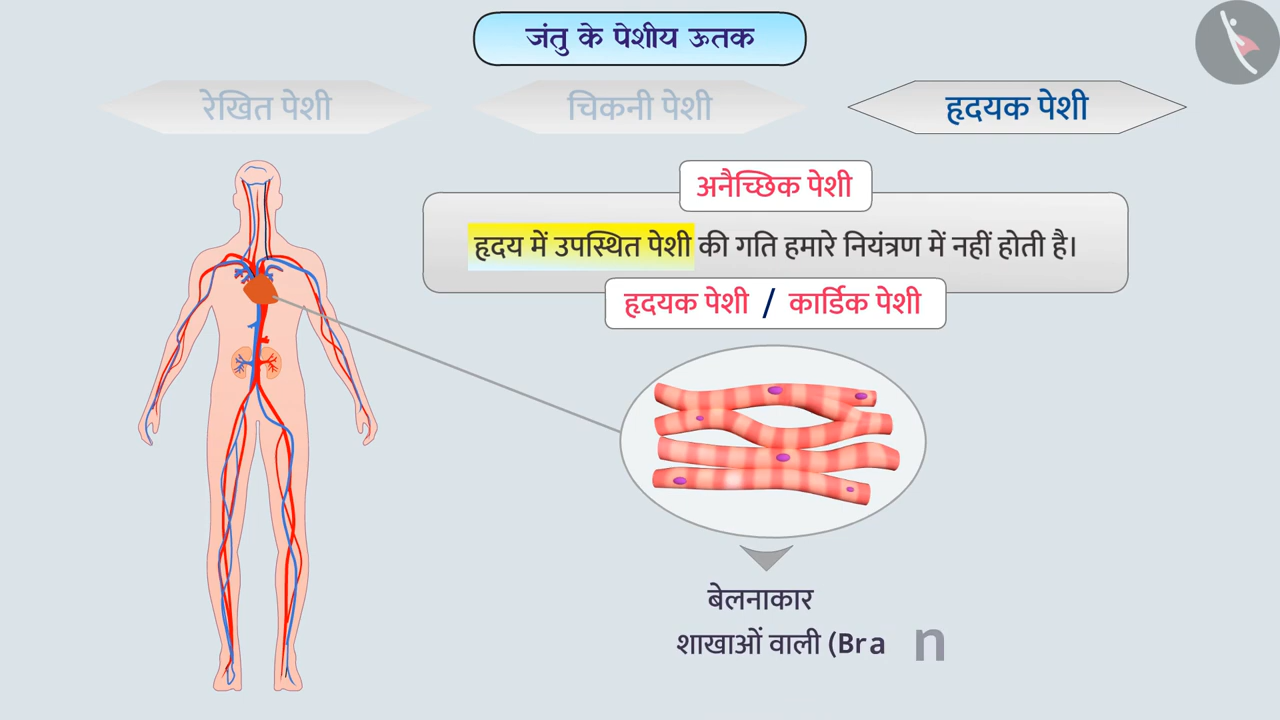 जंतु के पेशीय ऊतक
रेखित पेशी
चिकनी पेशी
हृदयक पेशी
अनैच्छिक पेशी
हृदय में उपस्थित पेशी की गति हमारे नियंत्रण में नहीं होती है।
हृदयक पेशी / कार्डिक पेशी
बेलनाकार
शाखाओं वाली (Bra n